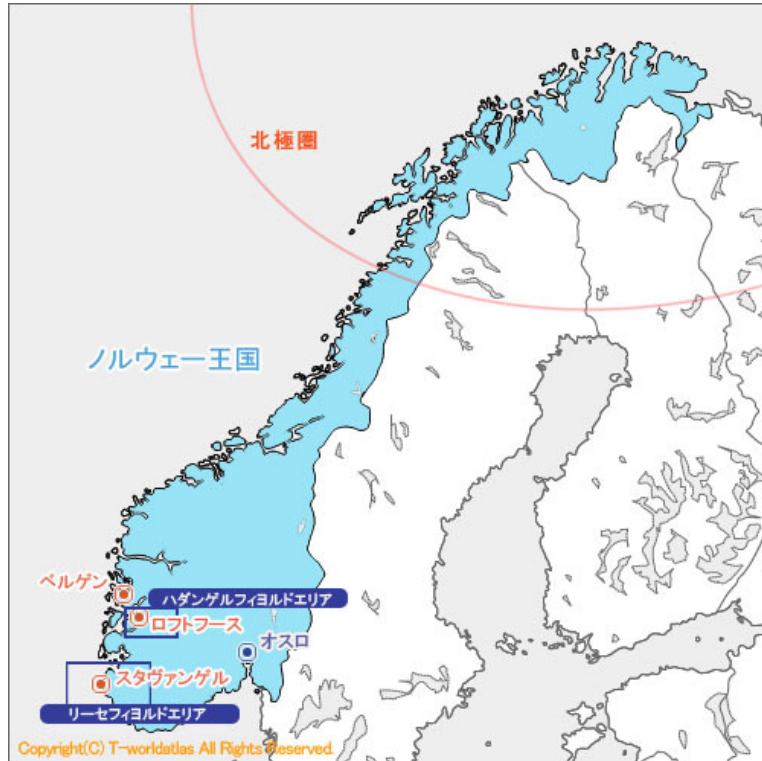 北極圏
ノルウェー王国
ベルゲン
ハダンゲルフィヨルドエリア
ロフトフース
オスロ
スタヴァンゲル
リーセフィヨルドエリア
Copyright(C) T-worldatlas All Rights Reserved.